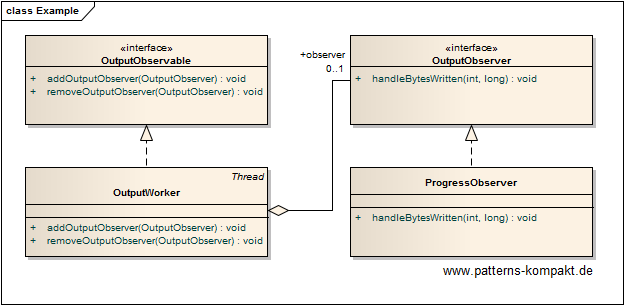 class Example
«interface»
OutputObservable
+ addOutputObserver(OutputObserver) : void
+ removeOutputObserver(OutputObserver) : void
+observer
0..1
«interface»
OutputObserver
+ handleBytesWritten(int, long) : void
Thread
OutputWorker
+ addOutputObserver(OutputObserver) : void
+ removeOutputObserver(OutputObserver) : void
ProgressObserver
+ handleBytesWritten(int, long) : void
www.patterns-kompakt.de